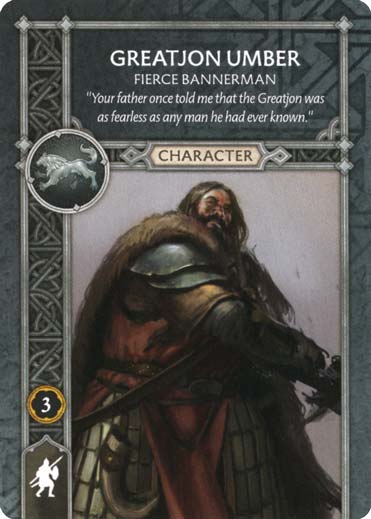 GREATJON UMBER
FIERCE BANNERMAN
"Your father once told me that the Greatjon was
as fearless as any man he had ever known."
CHARACTER
3